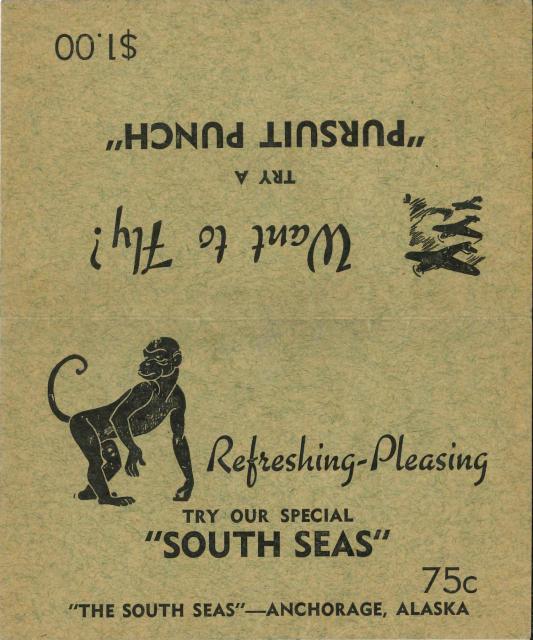 Want to Fly?
TRY A
"PURSUIT PUNCH"
$1.00
Refreshing-Pleasing
TRY OUR SPECIAL
"SOUTH SEAS"
75c
"THE SOUTH SEAS"—ANCHORAGE, ALASKA